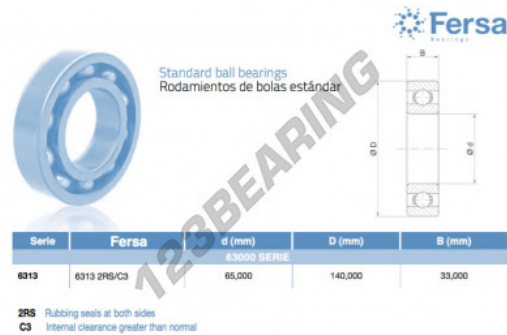 Fersa
Bearings
Standard ball bearings
Rodamientos de bolas estándar
B
Ø D
Ø d
123BEARING
Serie Fersa d (mm) D (mm) B (mm)
63000 SERIE
6313 6313 2RS/C3 65,000 140,000 33,000
2RS Rubbing seals at both sides
C3 Internal clearance greater than normal